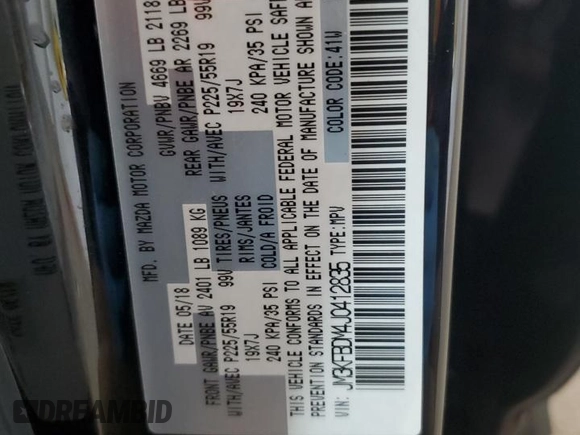 MFD. BY MAZDA MOTOR CORPORATION
DATE 05/18 GVWR/PNBV 4669 LB 2118
FRONT GAWR/PNBE AV 2401 LB 1089 KG REAR GAWR/PNBE AR 2269 LB
WITH/AVEC P225/55R19 99V TIRES/PNEUS WITH/AVEC P225/55R19 99V
19X7J RIMS/JANTES 19X7J
240 KPA/35 PSI COLD/A FROID 240 KPA/35 PSI
THIS VEHICLE CONFORMS TO ALL APPLICABLE FEDERAL MOTOR VEHICLE SAFE
STANDARDS IN EFFECT ON THE DATE OF MANUFACTURE SHOWN A
VIN: JM3KFBDM4J0412835 TYPE:MPV COLOR CODE:41W
DREAMBID